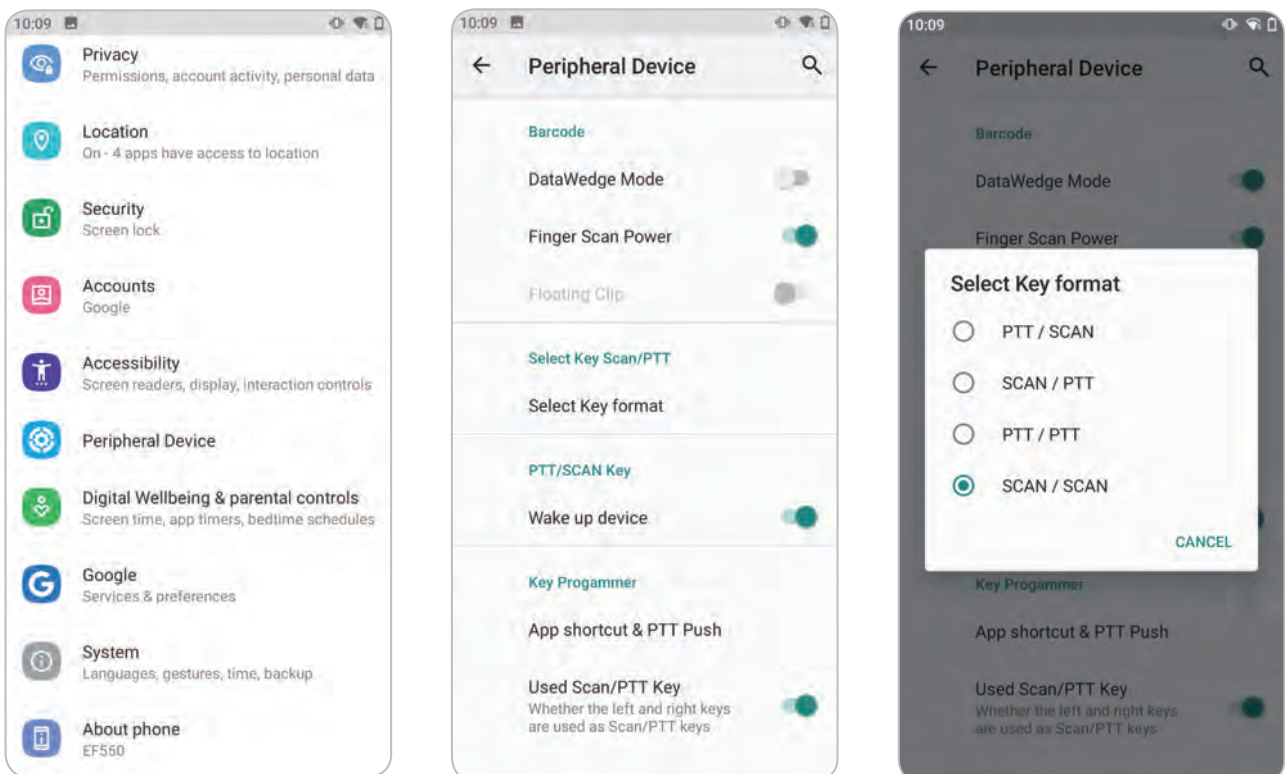 10:09
Privacy
Permissions, account activity, personal data
Location
On - 4 apps have access to location
Security
Screen lock
Accounts
Google
Accessibility
Screen readers, display, interaction controls
Peripheral Device
Digital Wellbeing & parental controls
Screen time, app timers, bedtime schedules
Google
Services & preferences
System
Languages, gestures, time, backup
About phone
EF550
10:09
Peripheral Device
Barcode
DataWedge Mode
Finger Scan Power
Floating Clip
Select Key Scan/PTT
Select Key format
PTT/SCAN Key
Wake up device
Key Progammer
App shortcut & PTT Push
Used Scan/PTT Key
Whether the left and right keys
are used as Scan/PTT keys
10:09
Peripheral Device
Barcode
DataWedge Mode
Finger Scan Power
Select Key format
PTT / SCAN
SCAN / PTT
PTT / PTT
SCAN / SCAN
CANCEL
Key Progammer
App shortcut & PTT Push
Used Scan/PTT Key
Whether the left and right keys
are used as Scan/PTT keys